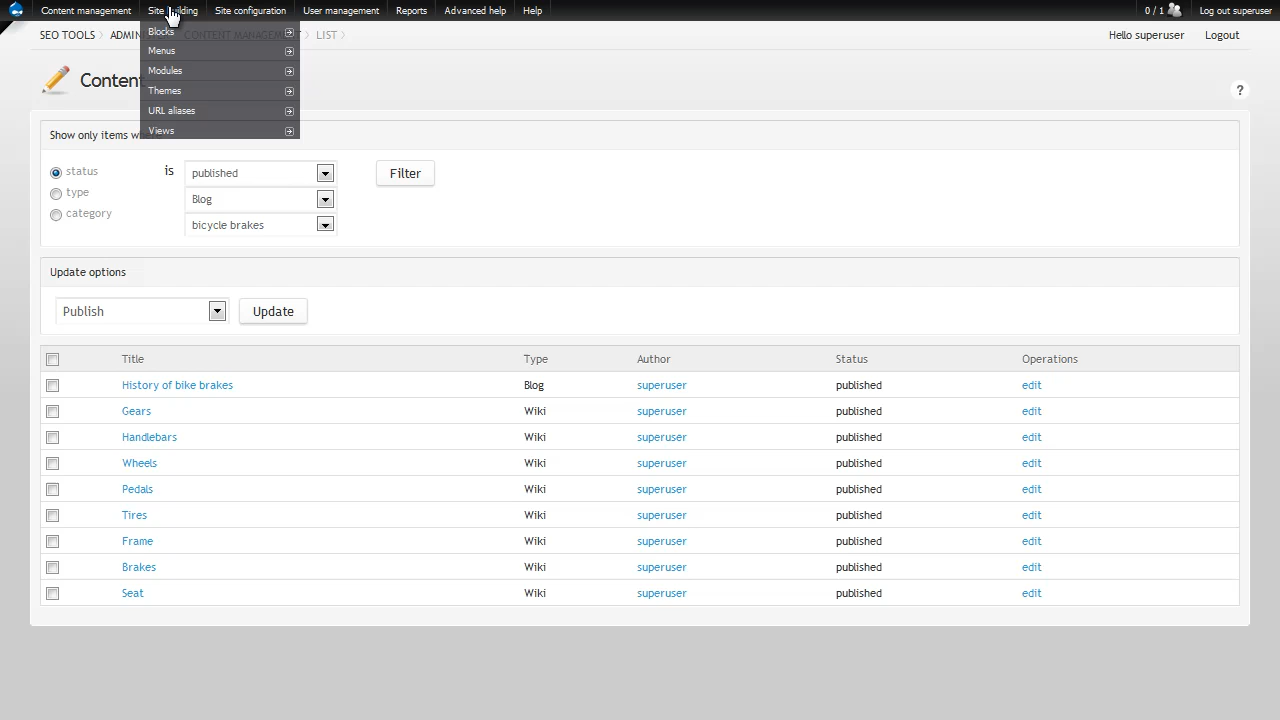 Content management Site building Site configuration User management Reports Advanced help Help 0 / 1 Log out superuser
SEO TOOLS CONTENT MANAGEMENT LIST Hello superuser Logout
Blocks
Menus
Modules
Themes
URL aliases
Views
Content
?
Show only items
status is published Filter
type Blog
category bicycle brakes
Update options
Publish Update
Title Type Author Status Operations
History of bike brakes Blog superuser published edit
Gears Wiki superuser published edit
Handlebars Wiki superuser published edit
Wheels Wiki superuser published edit
Pedals Wiki superuser published edit
Tires Wiki superuser published edit
Frame Wiki superuser published edit
Brakes Wiki superuser published edit
Seat Wiki superuser published edit